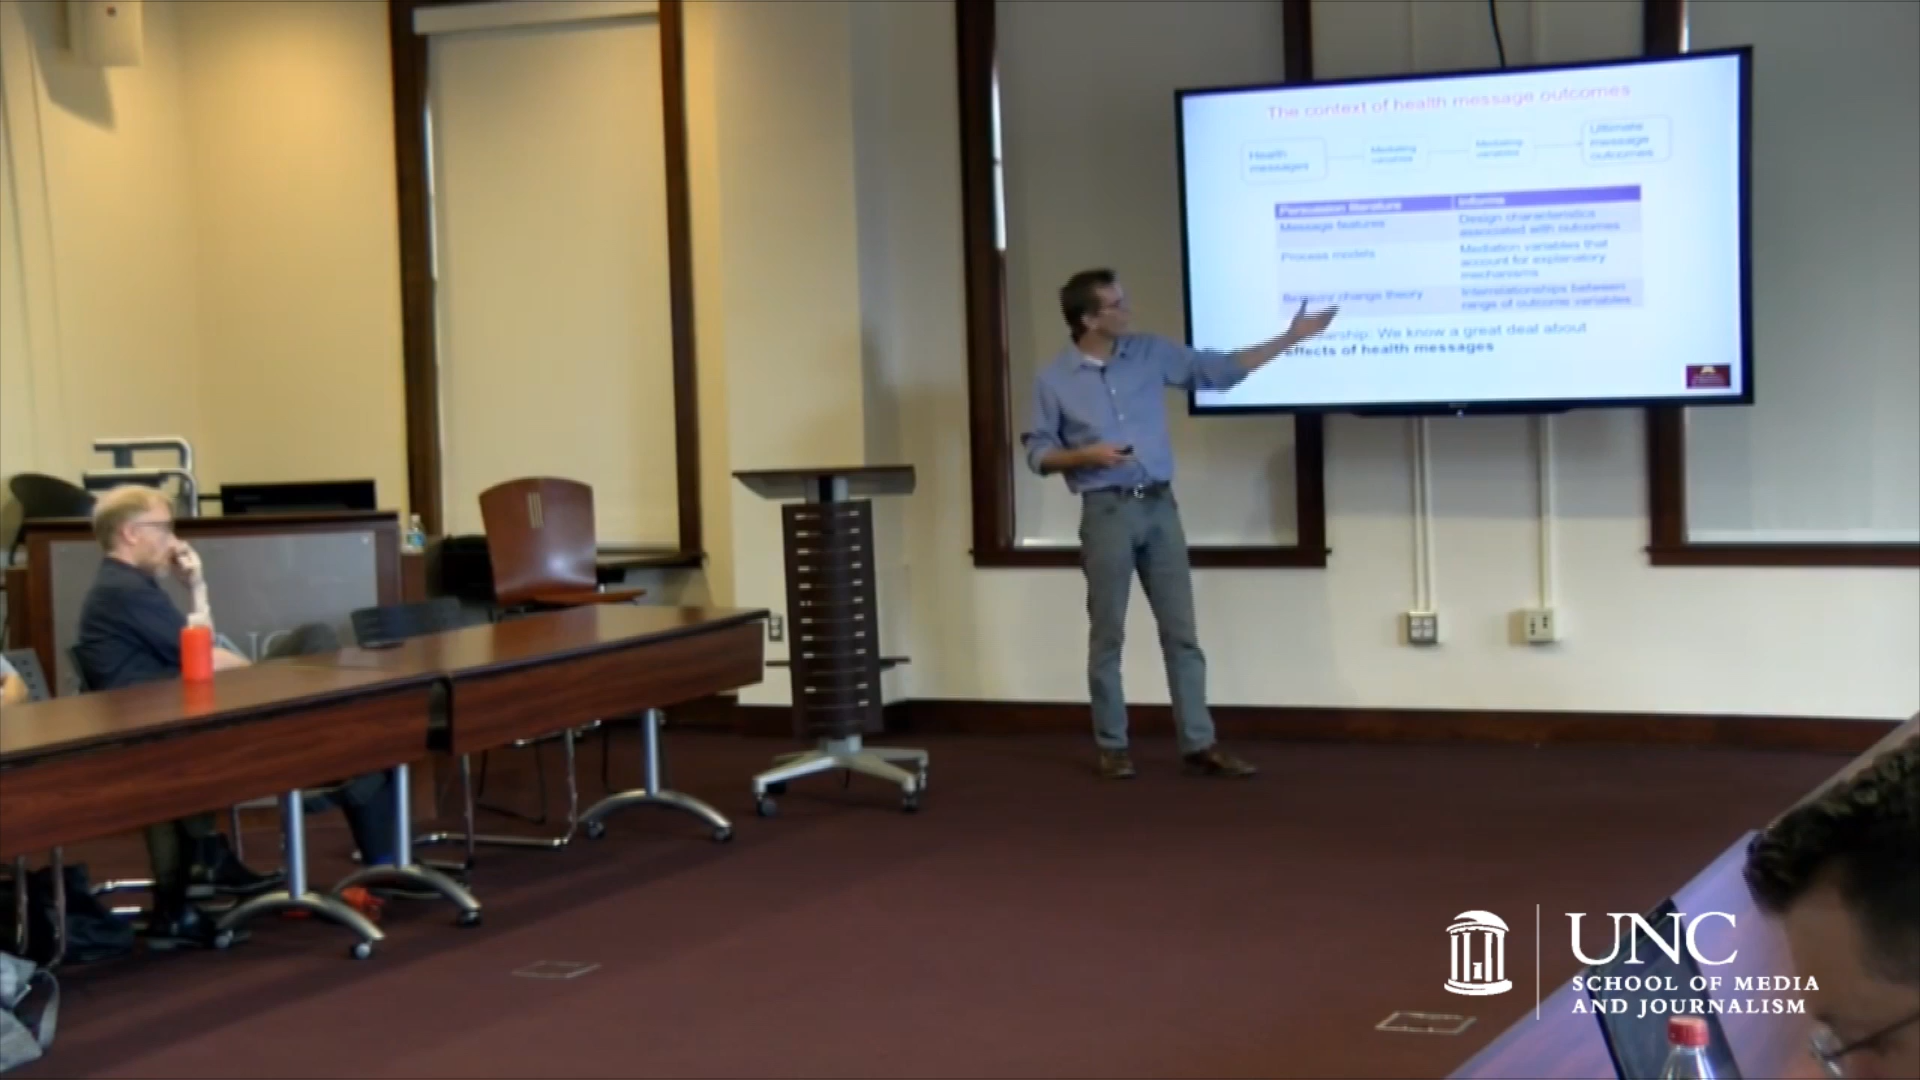 The context of health message outcomes
Health
messages
Mediating
variables
Mediating
variables
Ultimate
message
outcomes
Persuasion literature
Informs
Message features
Design characteristics
associated with outcomes
Process models
Mediation variables that
account for explanatory
mechanisms
change theory
Interrelationships between
range of outcome variables
We know a great deal about
effects of health messages
UNC
SCHOOL OF MEDIA
AND JOURNALISM